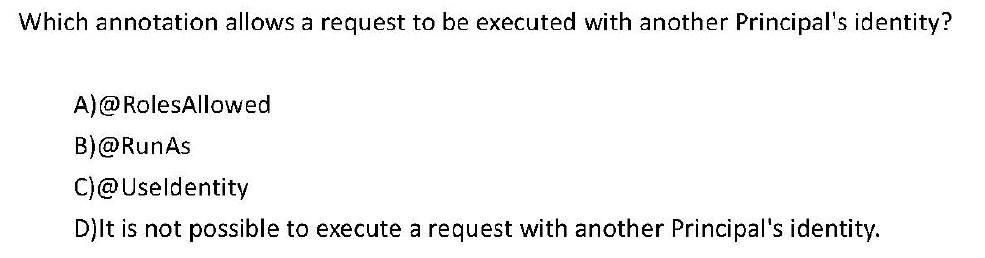 Which annotation allows a request to be executed with another Principal's identity?
A)@RolesAllowed
B)@RunAs
C)@UseIdentity
D)It is not possible to execute a request with another Principal's identity.